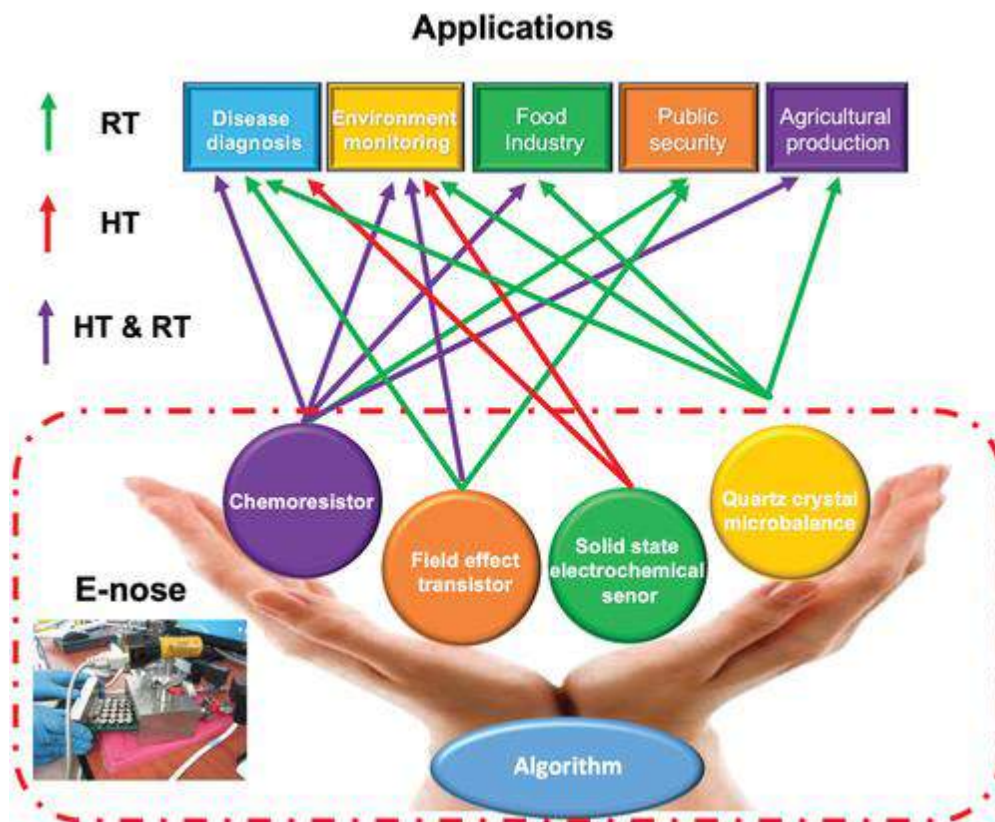 Applications
RT
HT
HT & RT
Disease
diagnosis
Environment
monitoring
Food
Industry
Public
security
Agricultural
production
Chemoresistor
Field effect
transistor
Solid state
electrochemical
senor
Quartz crystal
microbalance
E-nose
Algorithm